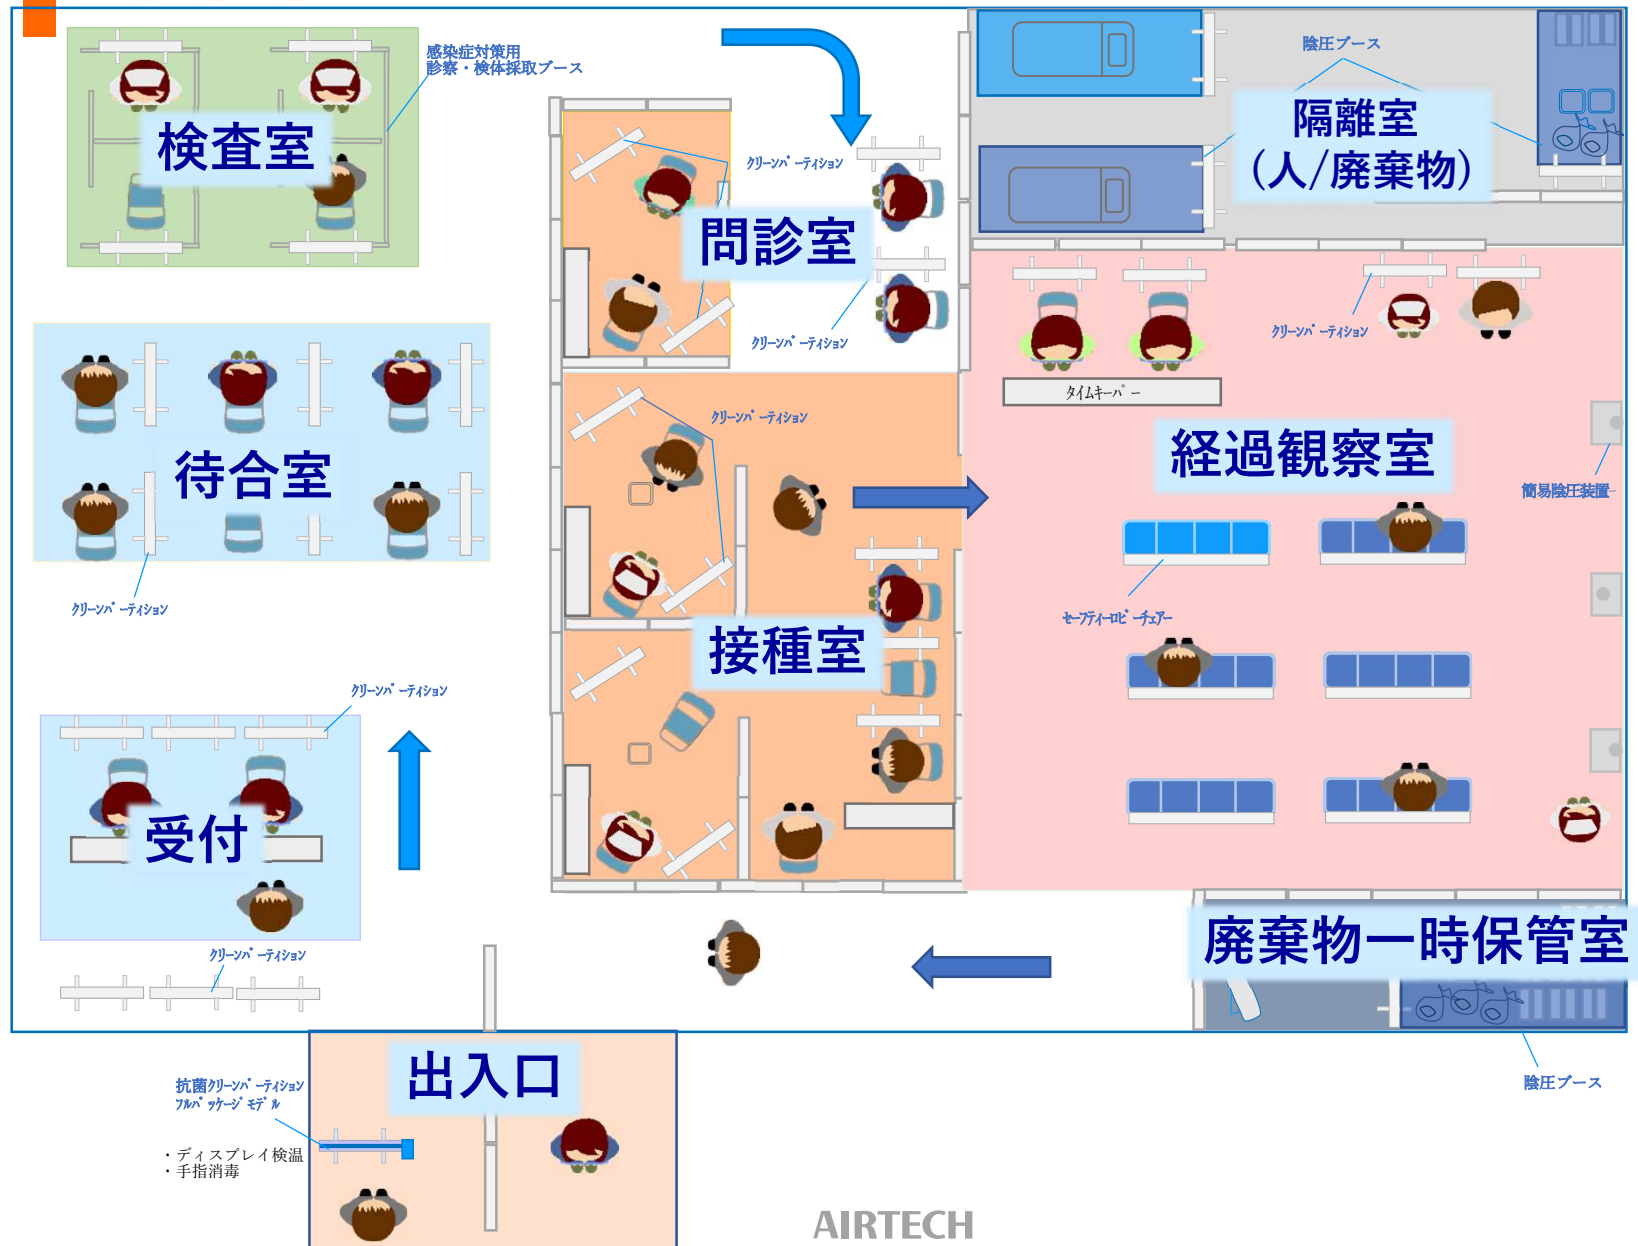 感染症対策用
診察・検体採取ブース
検査室
クリーンパーティション
問診室
クリーンパーティション
陰圧ブース
隔離室
(人/廃棄物)
クリーンパーティション
タイムキーパー
経過観察室
簡易陰圧装置
セーフティーロビーチェアー
待合室
クリーンパーティション
クリーンパーティション
接種室
クリーンパーティション
受付
クリーンパーティション
廃棄物一時保管室
陰圧ブース
出入口
抗菌クリーンパーティション
フルパッケージモデル
・ディスプレイ検温
・手指消毒
AIRTECH